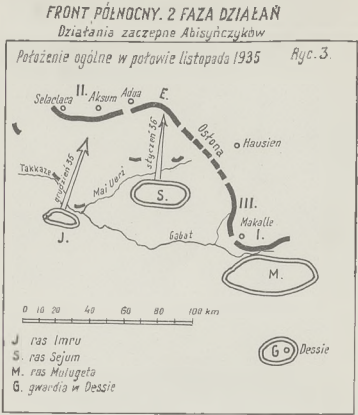 FRONT PÓŁNOCNY. 2 FAZA DZIAŁAŃ
Działania zaczepne Abisyńczyków
Położenie ogólne w połowie listopada 1935
Ryc. 3.
II.
Selaclaca
Aksum
Adua
E.
Osłona
Hausien
Takkaze
grudzień 35
styczeń 36
Mai Uari
S.
J.
Gabat
III.
Makalle
I.
M.
0 10 20 40 60 80 100 km
J ras Imru
S. ras Sejum
M. ras Mulugeta
G. gwardia w Dessie
G
Dessie